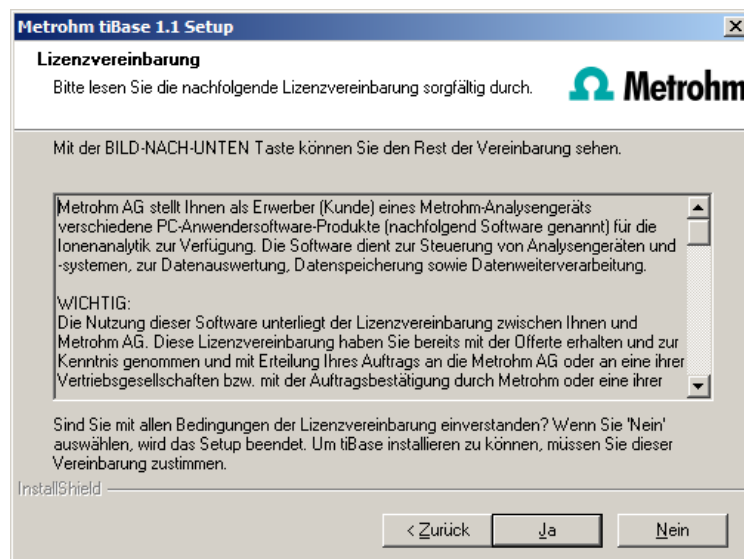 Metrohm tiBase 1.1 Setup
Lizenzvereinbarung
Bitte lesen Sie die nachfolgende Lizenzvereinbarung sorgfältig durch.
Metrohm
Mit der BILD-NACH-UNTEN Taste können Sie den Rest der Vereinbarung sehen.
Metrohm AG stellt Ihnen als Erwerber (Kunde) eines Metrohm-Analysengeräts
verschiedene PC-Anwendersoftware-Produkte (nachfolgend Software genannt) für die
Ionenanalytik zur Verfügung. Die Software dient zur Steuerung von Analysengeräten und
-systemen, zur Datenauswertung, Datenspeicherung sowie Datenweiterverarbeitung.
WICHTIG:
Die Nutzung dieser Software unterliegt der Lizenzvereinbarung zwischen Ihnen und
Metrohm AG. Diese Lizenzvereinbarung haben Sie bereits mit der Offerte erhalten und zur
Kenntnis genommen und mit Erteilung Ihres Auftrags an die Metrohm AG oder an eine ihrer
Vertriebsgesellschaften bzw. mit der Auftragsbestätigung durch Metrohm oder eine ihrer
Sind Sie mit allen Bedingungen der Lizenzvereinbarung einverstanden? Wenn Sie 'Nein'
auswählen, wird das Setup beendet. Um tiBase installieren zu können, müssen Sie dieser
Vereinbarung zustimmen.
InstallShield
< Zurück
Ja
Nein